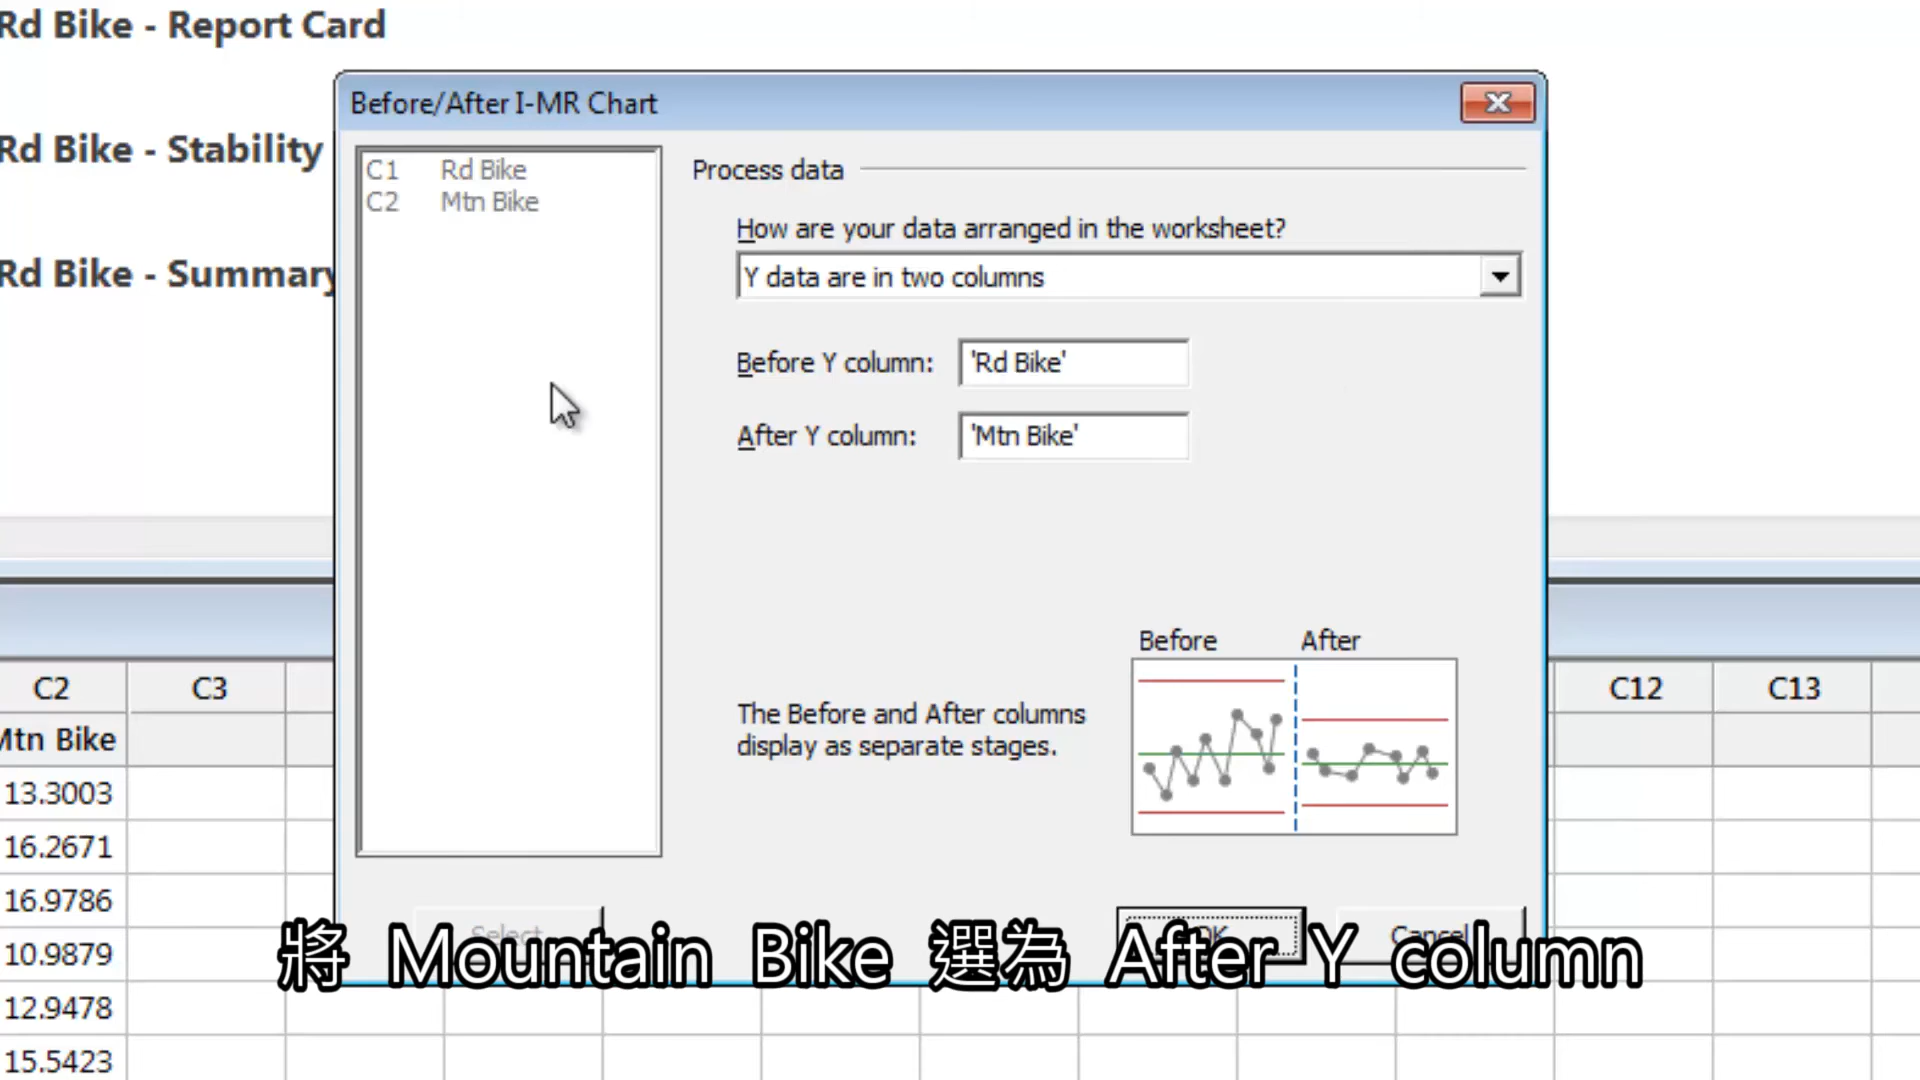 Rd Bike - Report Card
Rd Bike - Stability
Rd Bike - Summary
Before/After I-MR Chart
C1 Rd Bike
C2 Mtn Bike
Process data
How are your data arranged in the worksheet?
Y data are in two columns
Before Y column: 'Rd Bike'
After Y column: 'Mtn Bike'
Before After
The Before and After columns
display as separate stages.
Select OK Cancel
將 Mountain Bike 選為 After Y column
C2 C3 C12 C13
Mtn Bike
13.3003
16.2671
16.9786
10.9879
12.9478
15.5423